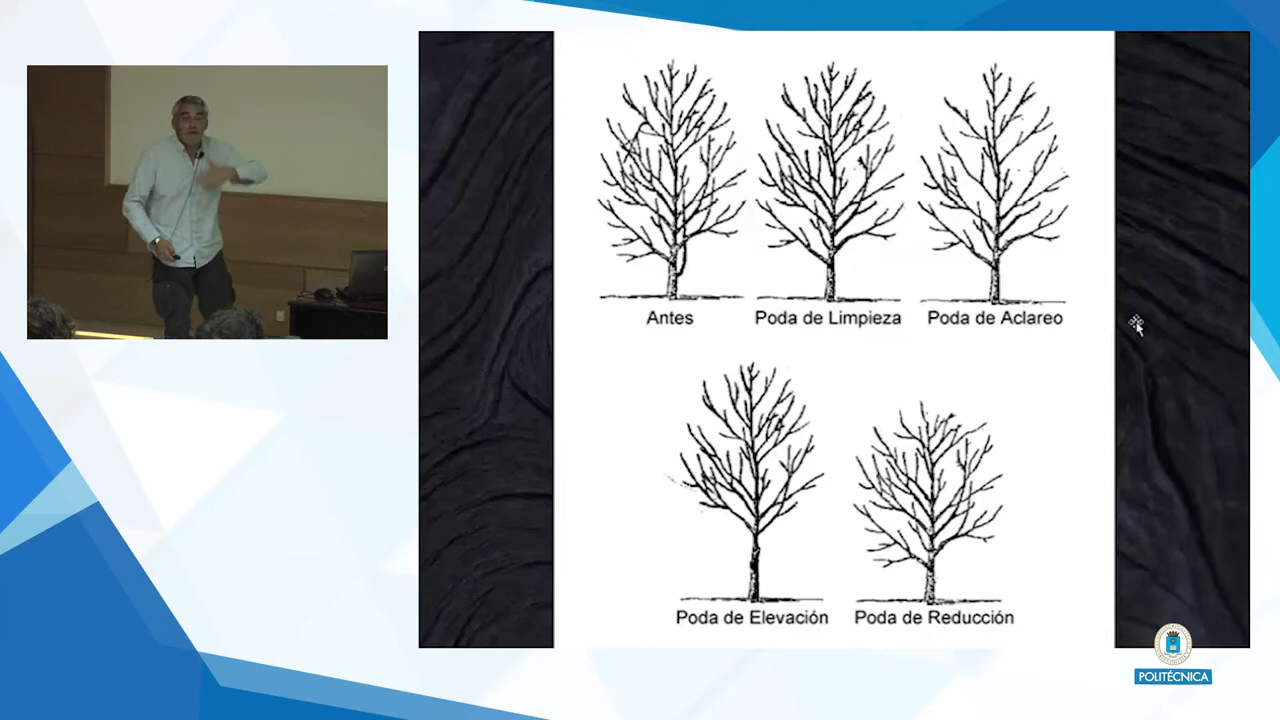 Antes
Poda de Limpieza
Poda de Aclareo
Poda de Elevación
Poda de Reducción
POLITÉCNICA